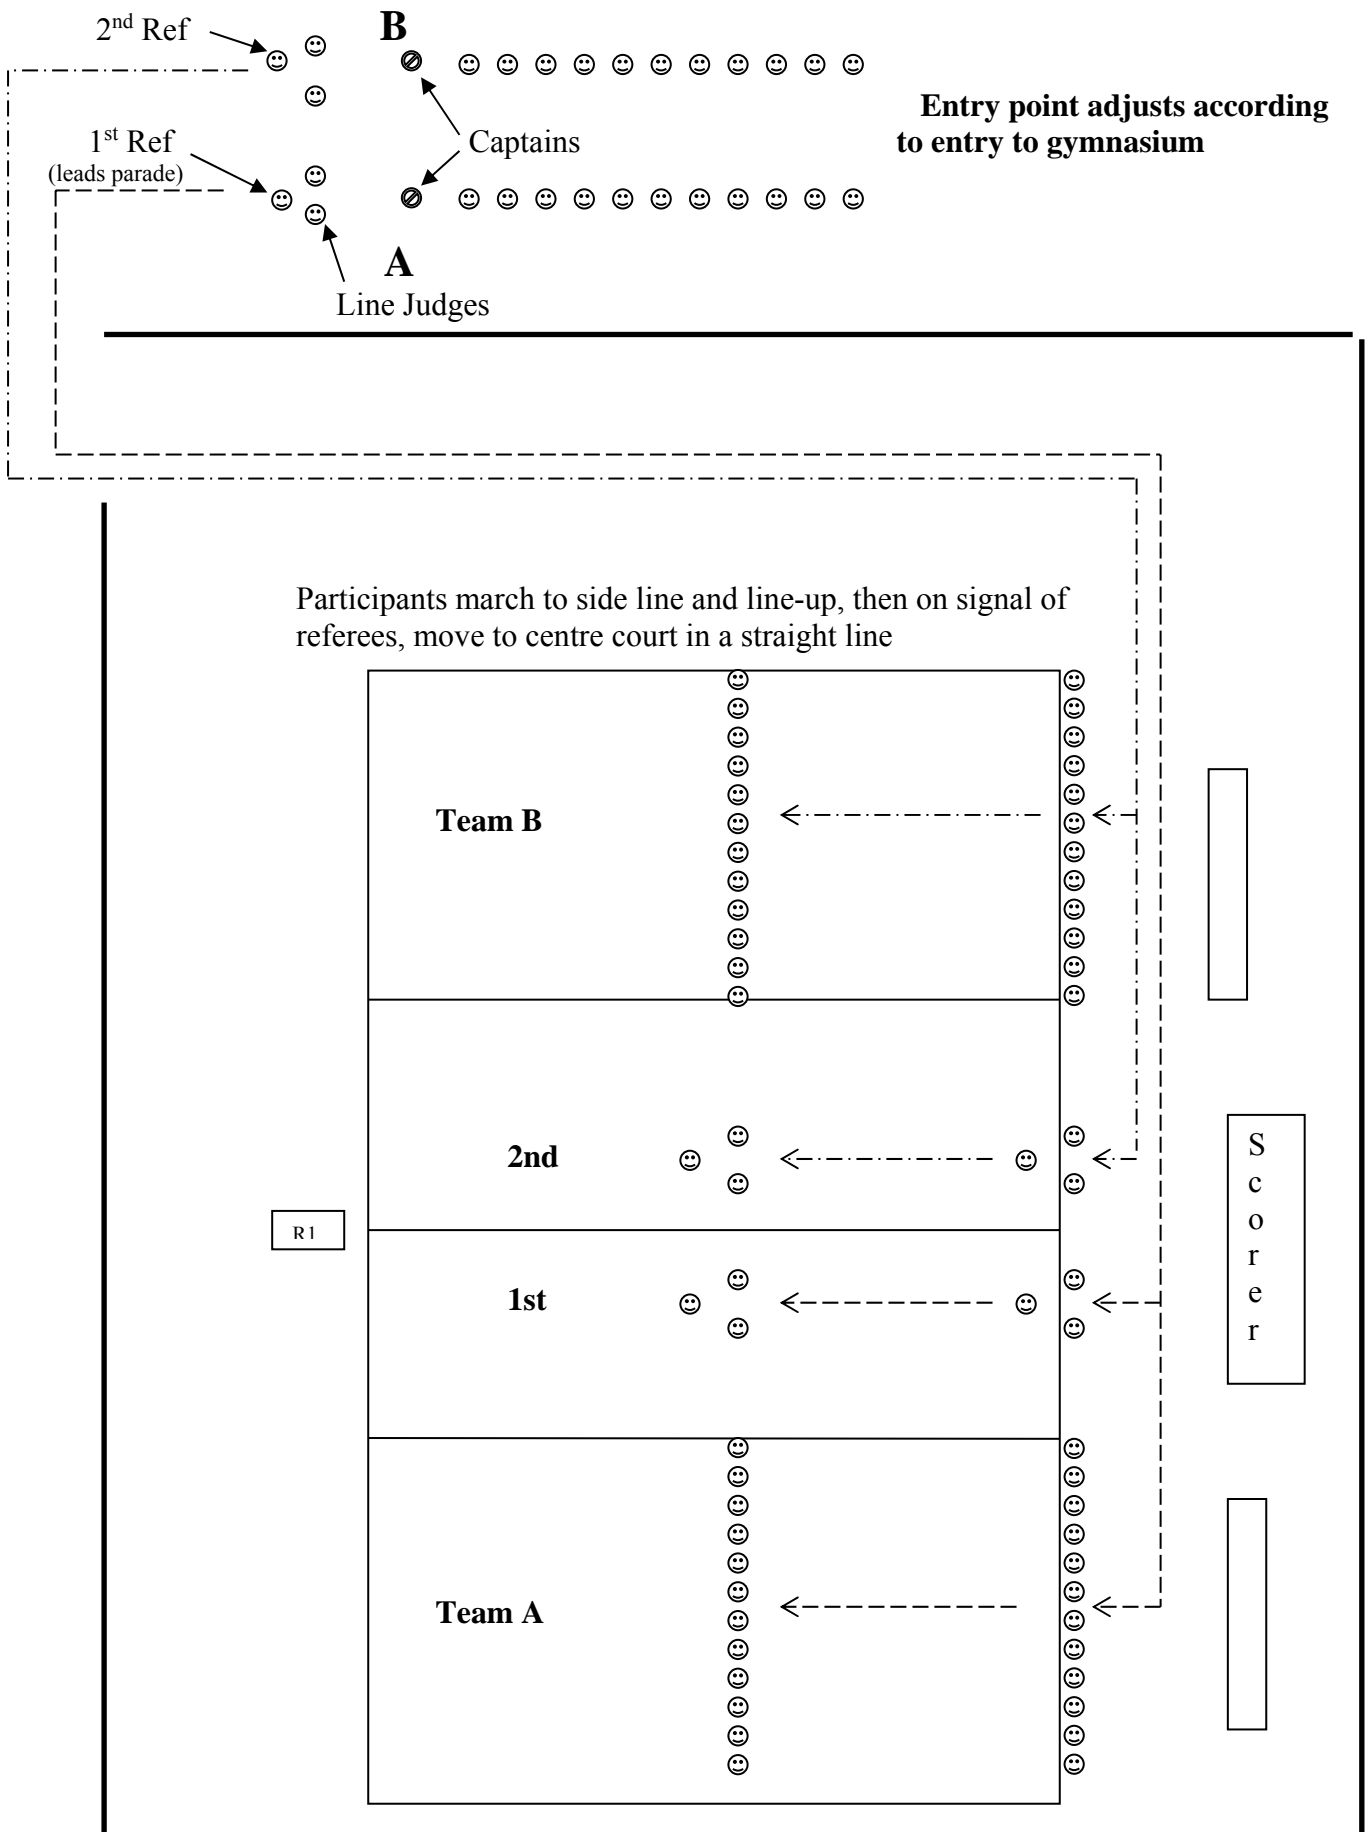 2nd Ref
B
Entry point adjusts according
to entry to gymnasium
1st Ref
(leads parade)
Captains
A
Line Judges
Participants march to side line and line-up, then on signal of
referees, move to centre court in a straight line
Team B
2nd
R1
1st
Team A
S
c
o
r
e
r